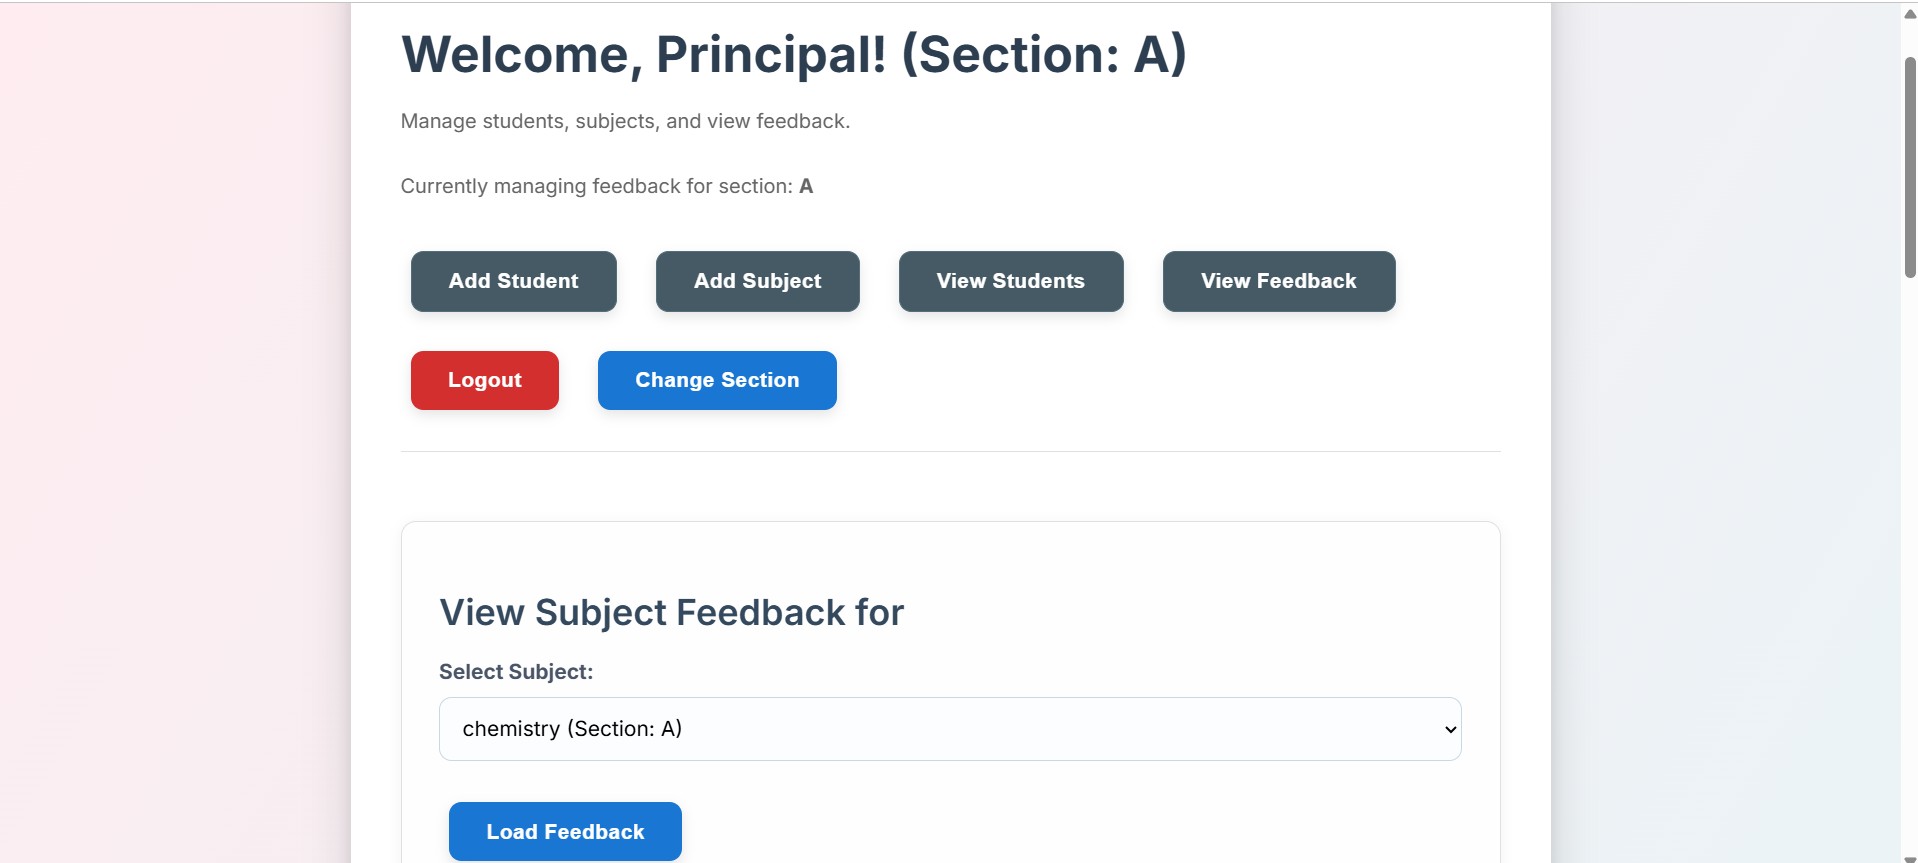 Welcome, Principal! (Section: A)
Manage students, subjects, and view feedback.
Currently managing feedback for section: A
Add Student Add Subject View Students View Feedback
Logout Change Section
View Subject Feedback for
Select Subject:
chemistry (Section: A)
Load Feedback